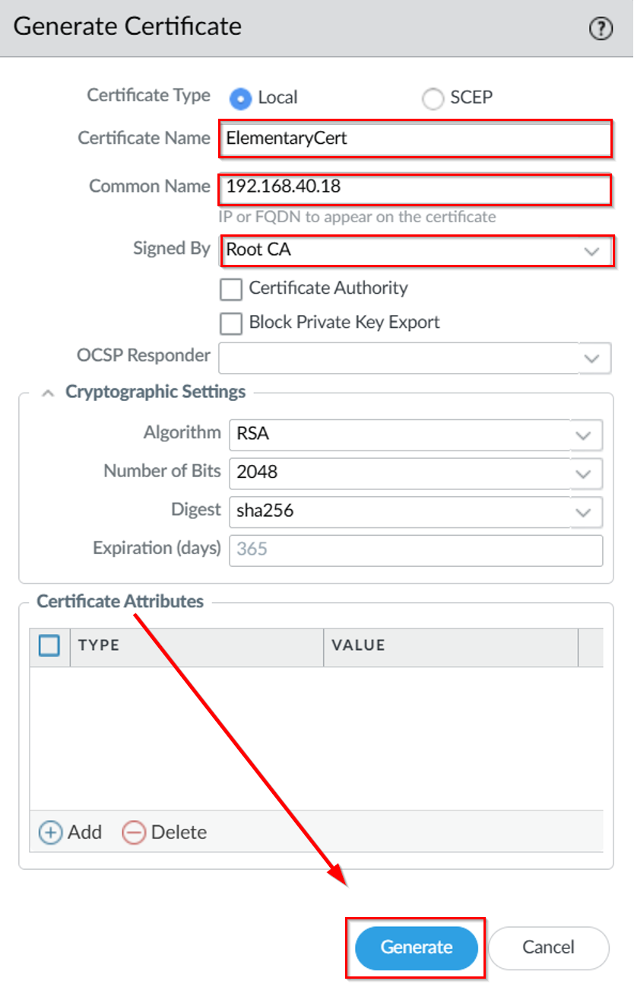 Generate Certificate
?
Certificate Type Local SCEP
Certificate Name ElementaryCert
Common Name 192.168.40.18
IP or FQDN to appear on the certificate
Signed By Root CA
Certificate Authority
Block Private Key Export
OCSP Responder
Cryptographic Settings
Algorithm RSA
Number of Bits 2048
Digest sha256
Expiration (days) 365
Certificate Attributes
TYPE VALUE
Add Delete
Generate Cancel